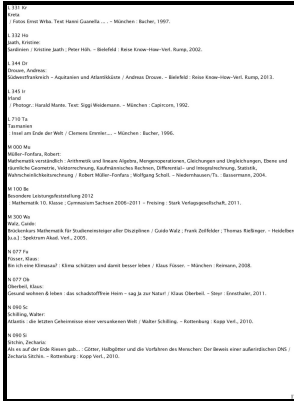 L 331 Kr
Kreta
/ Fotos Ernst Wrba. Text Hanni Guanella .... . - München : Bucher, 1997.
L 332 Ho
Jaath, Kristine:
Sardinien / Kristine Jaath ; Peter Höh. - Bielefeld : Reise Know-How-Verl. Rump, 2002.
L 344 Dr
Drouve, Andreas:
Südwestfrankreich - Aquitanien und Atlantikküste / Andreas Drouve. - Bielefeld : Reise Know-How-Verl. Rump, 2013.
L 345 Ir
Irland
/ Photogr.: Harald Mante. Text: Siggi Weidemann. - München : Capricorn, 1992.
L 710 Ta
Tasmanien
: Insel am Ende der Welt / Clemens Emmler.... - München : Bucher, 1996.
M 000 Mu
Müller-Fonfara, Robert:
Mathematik verständlich : Arithmetik und lineare Algebra, Mengenoperationen, Gleichungen und Ungleichungen, Ebene und
räumliche Geometrie, Vektorrechnung, Kaufmännisches Rechnen, Differential- und Integralrechnung, Statistik,
Wahrscheinlichkeitsrechnung / Robert Müller-Fonfara ; Wolfgang Scholl. - Niedernhausen/Ts. : Bassermann, 2004.
M 100 Be
Besondere Leistungsfeststellung 2012
: Mathematik 10. Klasse ; Gymnasium Sachsen 2008-2011 - Freising : Stark Verlagsgesellschaft, 2011.
M 300 Wa
Walz, Guido:
Brückenkurs Mathematik für Studieneinsteiger aller Disziplinen / Guido Walz ; Frank Zeilfelder ; Thomas Rießinger. - Heidelber
[u.a.] : Spektrum Akad. Verl., 2005.
N 077 Fu
Füsser, Klaus:
Bin ich eine Klimasau? : Klima schützen und damit besser leben / Klaus Füsser. - München : Reimann, 2008.
N 077 Ob
Oberbeil, Klaus:
Gesund wohnen & leben : das schadstofffreie Heim - sag Ja zur Natur! / Klaus Oberbeil. - Steyr : Ennsthaler, 2011.
N 090 Sc
Schilling, Walter:
Atlantis : die letzten Geheimnisse einer versunkenen Welt / Walter Schilling. - Rottenburg : Kopp Verl., 2010.
N 090 Si
Sitchin, Zecharia:
Als es auf der Erde Riesen gab... : Götter, Halbgötter und die Vorfahren des Menschen: Der Beweis einer außerirdischen DNS /
Zecharia Sitchin. - Rottenburg : Kopp Verl., 2010.